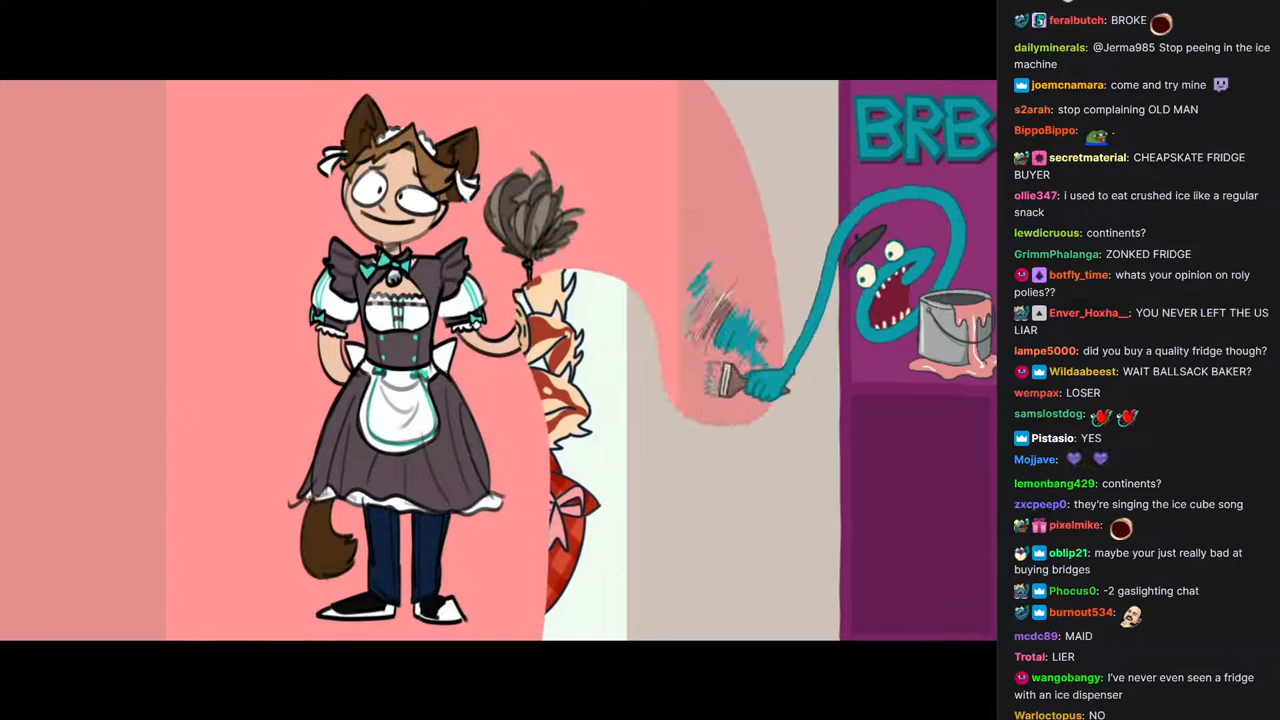 BRB
feralbutch: BROKE
dailyminerals: @Jerma985 Stop peeing in the ice
machine
joemcnamara: come and try mine
s2arah: stop complaining OLD MAN
BippoBippo: .
secretmaterial: CHEAPSKATE FRIDGE
BUYER
ollie347: i used to eat crushed ice like a regular
snack
lewdicruous: continents?
GrimmPhalanga: ZONKED FRIDGE
botfly_time: whats your opinion on roly
polies??
Enver_Hoxha__: YOU NEVER LEFT THE US
LIAR
lampe5000: did you buy a quality fridge though?
Wildaabeest: WAIT BALLSACK BAKER?
wempax: LOSER
samslostdog:
Pistasio: YES
Mojjave:
lemonbang429: continents?
zxcpeep0: they're singing the ice cube song
pixelmike:
oblip21: maybe your just really bad at
buying bridges
Phocus0: -2 gaslighting chat
burnout534:
mcdc89: MAID
Trotal: LIER
wangobangy: I've never even seen a fridge
with an ice dispenser
Warloctopus: NO